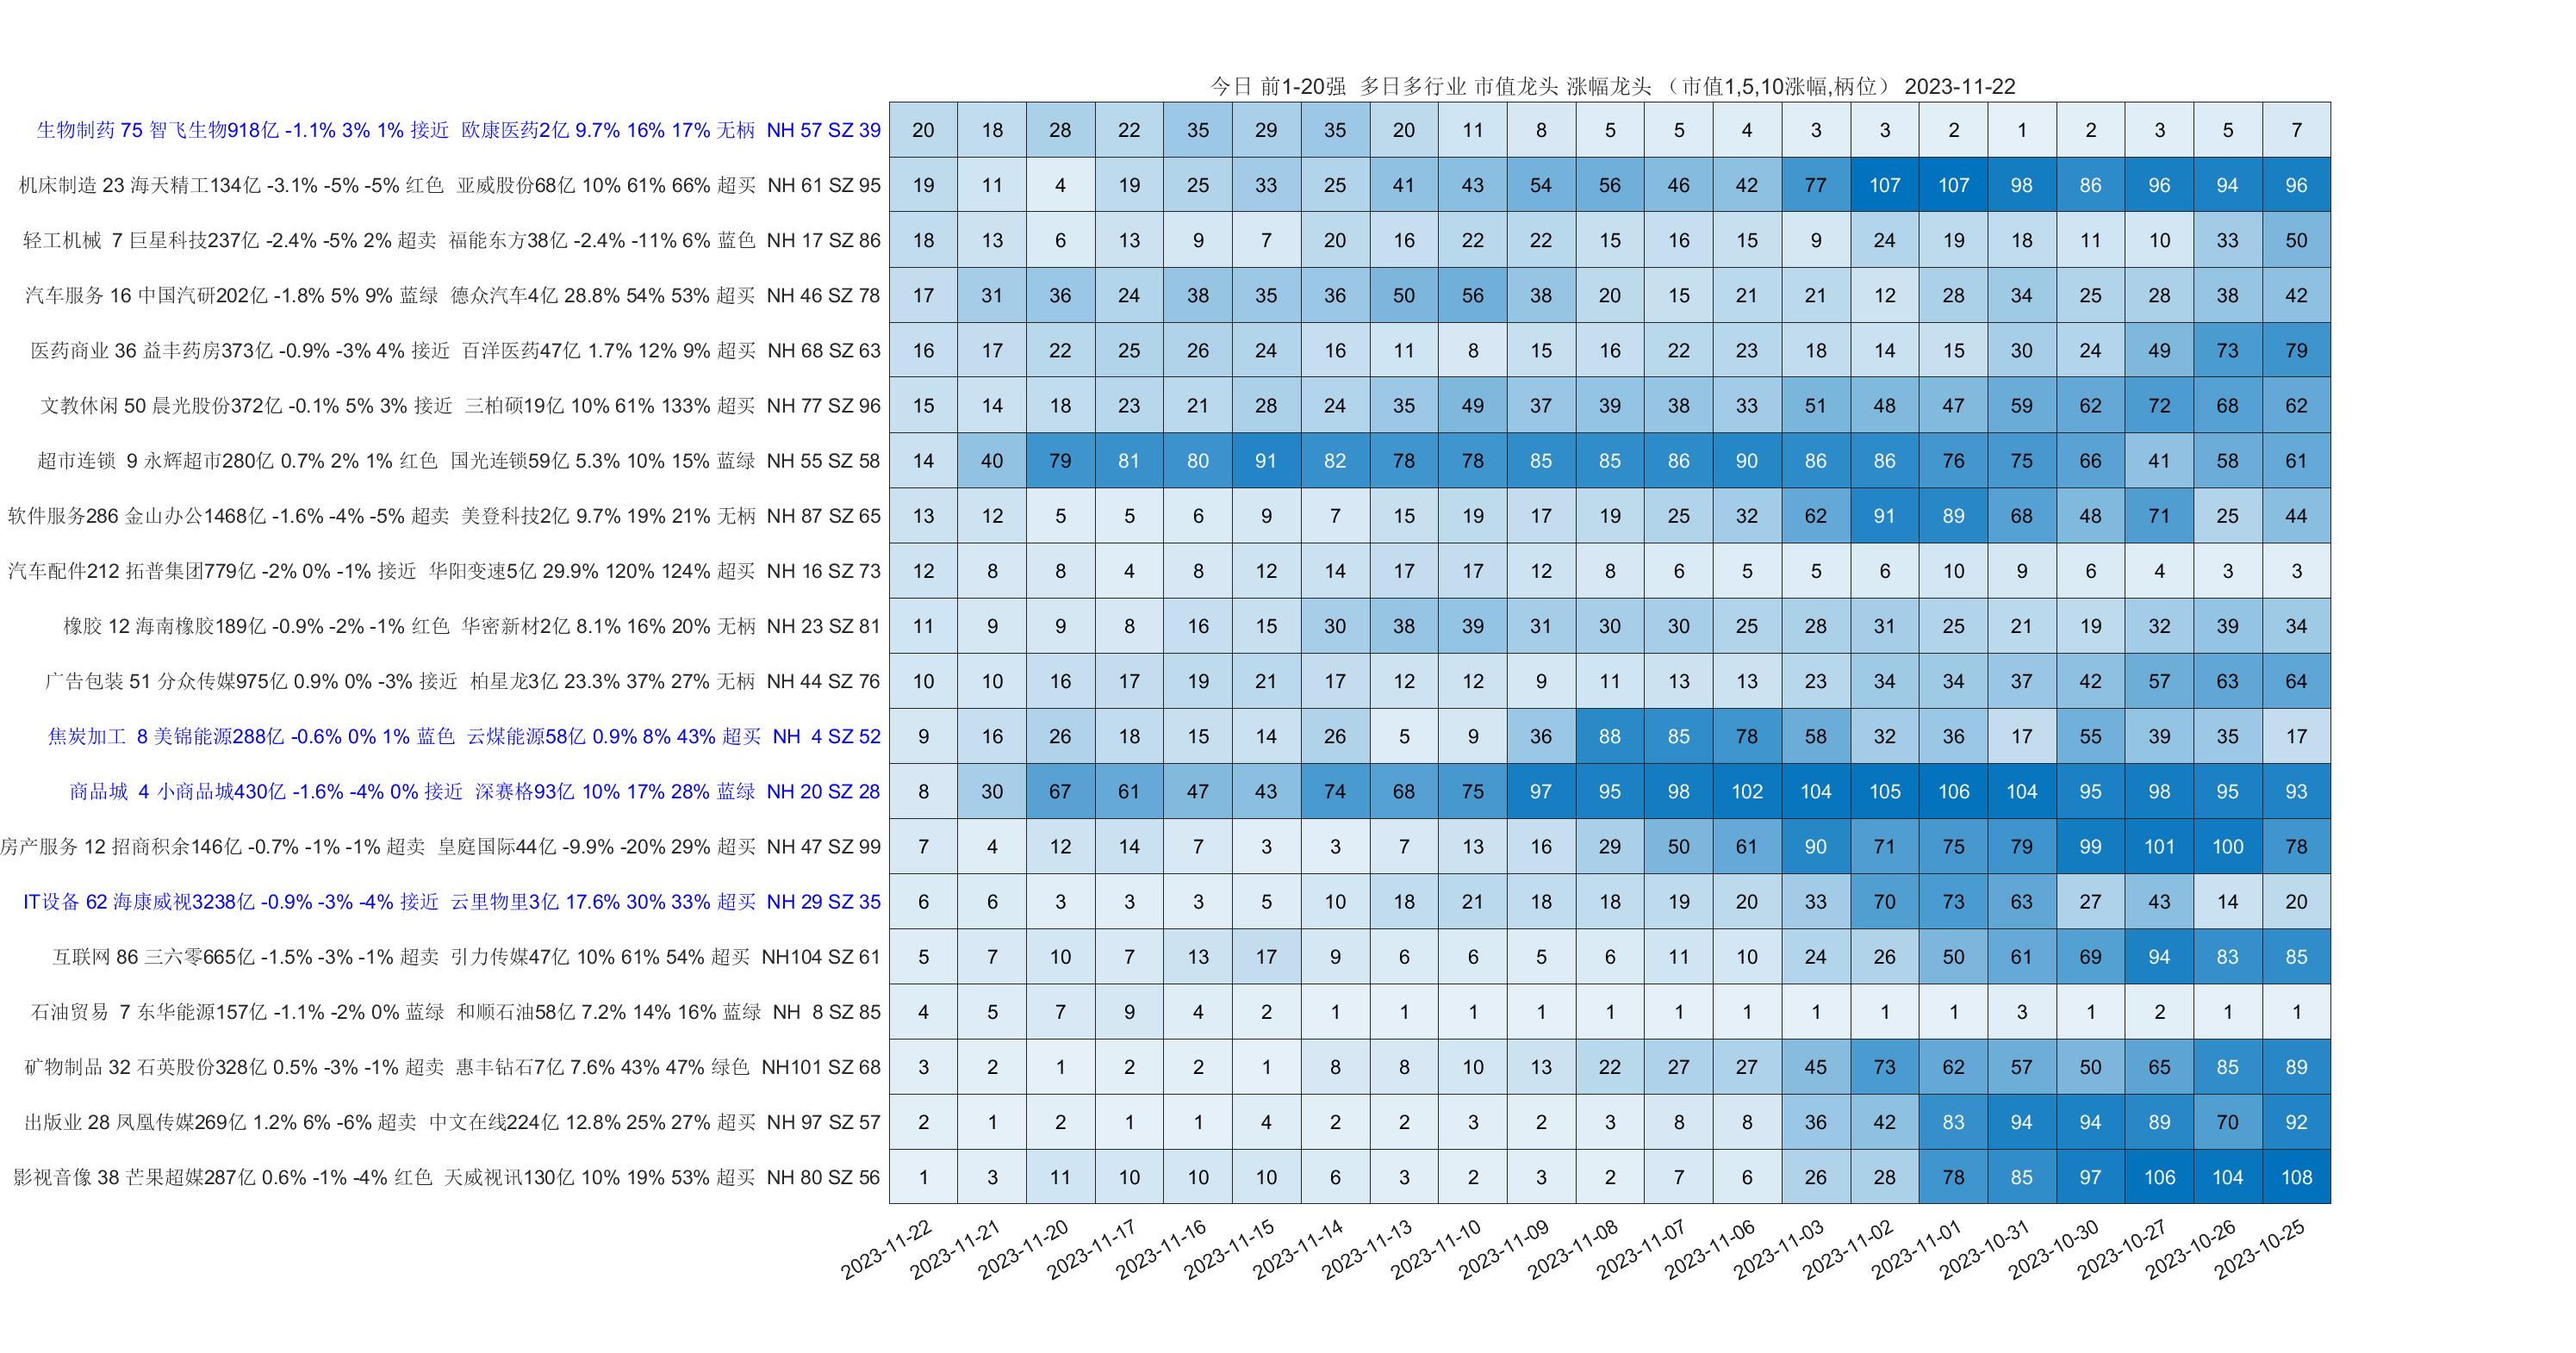 今日 前1-20强 多日多行业 市值龙头 涨幅龙头 （市值1,5,10涨幅,柄位） 2023-11-22
生物制药 75 智飞生物918亿 -1.1% 3% 1% 接近 欧康医药2亿 9.7% 16% 17% 无柄 NH 57 SZ 39 20 18 28 22 35 29 35 20 11 8 5 5 4 3 3 2 1 2 3 5 7
机床制造 23 海天精工134亿 -3.1% -5% -5% 红色 亚威股份68亿 10% 61% 66% 超买 NH 61 SZ 95 19 11 4 19 25 33 25 41 43 54 56 46 42 77 107 107 98 86 96 94 96
轻工机械 7 巨星科技237亿 -2.4% -5% 2% 超卖 福能东方38亿 -2.4% -11% 6% 蓝色 NH 17 SZ 86 18 13 6 13 9 7 20 16 22 22 15 16 15 9 24 19 18 11 10 33 50
汽车服务 16 中国汽研202亿 -1.8% 5% 9% 蓝绿 德众汽车4亿 28.8% 54% 53% 超买 NH 46 SZ 78 17 31 36 24 38 35 36 50 56 38 20 15 21 21 12 28 34 25 28 38 42
医药商业 36 益丰药房373亿 -0.9% -3% 4% 接近 百洋医药47亿 1.7% 12% 9% 超买 NH 68 SZ 63 16 17 22 25 26 24 16 11 8 15 16 22 23 18 14 15 30 24 49 73 79
文教休闲 50 晨光股份372亿 -0.1% 5% 3% 接近 三柏硕19亿 10% 61% 133% 超买 NH 77 SZ 96 15 14 18 23 21 28 24 35 49 37 39 38 33 51 48 47 59 62 72 68 62
超市连锁 9 永辉超市280亿 0.7% 2% 1% 红色 国光连锁59亿 5.3% 10% 15% 蓝绿 NH 55 SZ 58 14 40 79 81 80 91 82 78 78 85 85 86 90 86 86 76 75 66 41 58 61
软件服务286 金山办公1468亿 -1.6% -4% -5% 超卖 美登科技2亿 9.7% 19% 21% 无柄 NH 87 SZ 65 13 12 5 5 6 9 7 15 19 17 19 25 32 62 91 89 68 48 71 25 44
汽车配件212 拓普集团779亿 -2% 0% -1% 接近 华阳变速5亿 29.9% 120% 124% 超买 NH 16 SZ 73 12 8 8 4 8 12 14 17 17 12 8 6 5 5 6 10 9 6 4 3 3
橡胶 12 海南橡胶189亿 -0.9% -2% -1% 红色 华密新材2亿 8.1% 16% 20% 无柄 NH 23 SZ 81 11 9 9 8 16 15 30 38 39 31 30 30 25 28 31 25 21 19 32 39 34
广告包装 51 分众传媒975亿 0.9% 0% -3% 接近 柏星龙3亿 23.3% 37% 27% 无柄 NH 44 SZ 76 10 10 16 17 19 21 17 12 12 9 11 13 13 23 34 34 37 42 57 63 64
焦炭加工 8 美锦能源288亿 -0.6% 0% 1% 蓝色 云煤能源58亿 0.9% 8% 43% 超买 NH 4 SZ 52 9 16 26 18 15 14 26 5 9 36 88 85 78 58 32 36 17 55 39 35 17
商品城 4 小商品城430亿 -1.6% -4% 0% 接近 深赛格93亿 10% 17% 28% 蓝绿 NH 20 SZ 28 8 30 67 61 47 43 74 68 75 97 95 98 102 104 105 106 104 95 98 95 93
房产服务 12 招商积余146亿 -0.7% -1% -1% 超卖 皇庭国际44亿 -9.9% -20% 29% 超买 NH 47 SZ 99 7 4 12 14 7 3 3 7 13 16 29 50 61 90 71 75 79 99 101 100 78
IT设备 62 海康威视3238亿 -0.9% -3% -4% 接近 云里物里3亿 17.6% 30% 33% 超买 NH 29 SZ 35 6 6 3 3 3 5 10 18 21 18 18 19 20 33 70 73 63 27 43 14 20
互联网 86 三六零665亿 -1.5% -3% -1% 超卖 引力传媒47亿 10% 61% 54% 超买 NH104 SZ 61 5 7 10 7 13 17 9 6 6 5 6 11 10 24 26 50 61 69 94 83 85
石油贸易 7 东华能源157亿 -1.1% -2% 0% 蓝绿 和顺石油58亿 7.2% 14% 16% 蓝绿 NH 8 SZ 85 4 5 7 9 4 2 1 1 1 1 1 1 1 1 1 1 3 1 2 1 1
矿物制品 32 石英股份328亿 0.5% -3% -1% 超卖 惠丰钻石7亿 7.6% 43% 47% 绿色 NH101 SZ 68 3 2 1 2 2 1 8 8 10 13 22 27 27 45 73 62 57 50 65 85 89
出版业 28 凤凰传媒269亿 1.2% 6% -6% 超卖 中文在线224亿 12.8% 25% 27% 超买 NH 97 SZ 57 2 1 2 1 1 4 2 2 3 2 3 8 8 36 42 83 94 94 89 70 92
影视音像 38 芒果超媒287亿 0.6% -1% -4% 红色 天威视讯130亿 10% 19% 53% 超买 NH 80 SZ 56 1 3 11 10 10 10 6 3 2 3 2 7 6 26 28 78 85 97 106 104 108
2023-11-22 2023-11-21 2023-11-20 2023-11-17 2023-11-16 2023-11-15 2023-11-14 2023-11-13 2023-11-10 2023-11-09 2023-11-08 2023-11-07 2023-11-06 2023-11-03 2023-11-02 2023-11-01 2023-10-31 2023-10-30 2023-10-27 2023-10-26 2023-10-25